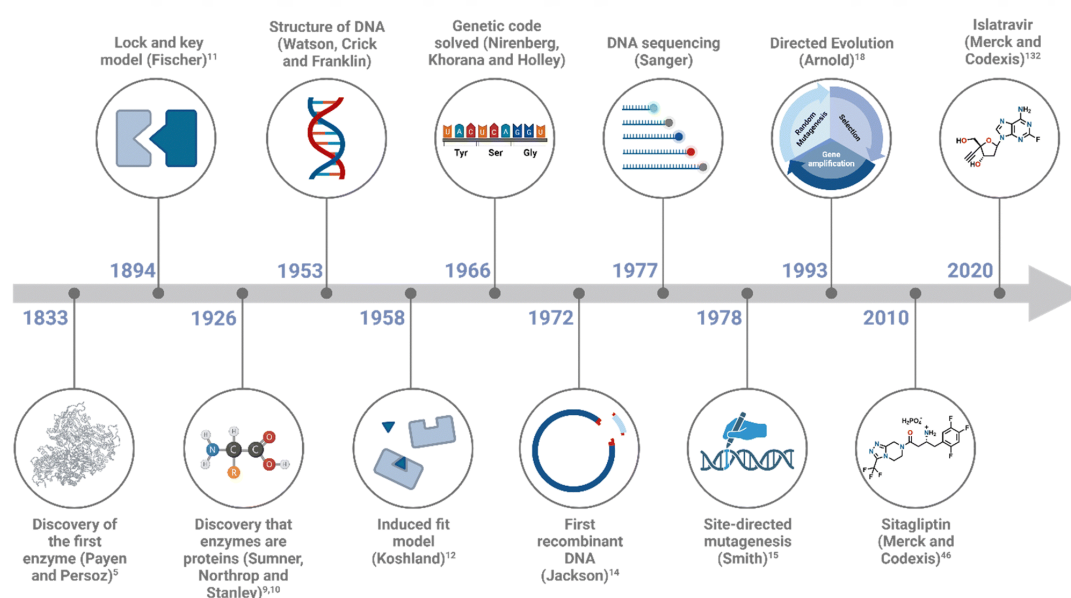 Lock and key
model (Fischer)11
Structure of DNA
(Watson, Crick
and Franklin)
Genetic code
solved (Nirenberg,
Khorana and Holley)
DNA sequencing
(Sanger)
Directed Evolution
(Arnold)18
Islatravir
(Merck and
Codexis)132
U A C U C A G G U
Tyr Ser Gly
Random
Mutagenesis
Selection
Gene
amplification
NH2
N
N
N
N
F
HO
O
HO
1894
1953
1966
1977
1993
2020
1833
1926
1958
1972
1978
2010
H
H
N
H
C
C
R
O
O
H
H2PO4-
N
N
N
N
O
NH2
+
F
F
F
F
F
F
Discovery of
the first
enzyme (Payen
and Persoz)5
Discovery that
enzymes are
proteins (Sumner,
Northrop and
Stanley)9,10
Induced fit
model
(Koshland)12
First
recombinant
DNA
(Jackson)14
Site-directed
mutagenesis
(Smith)15
Sitagliptin
(Merck and
Codexis)46